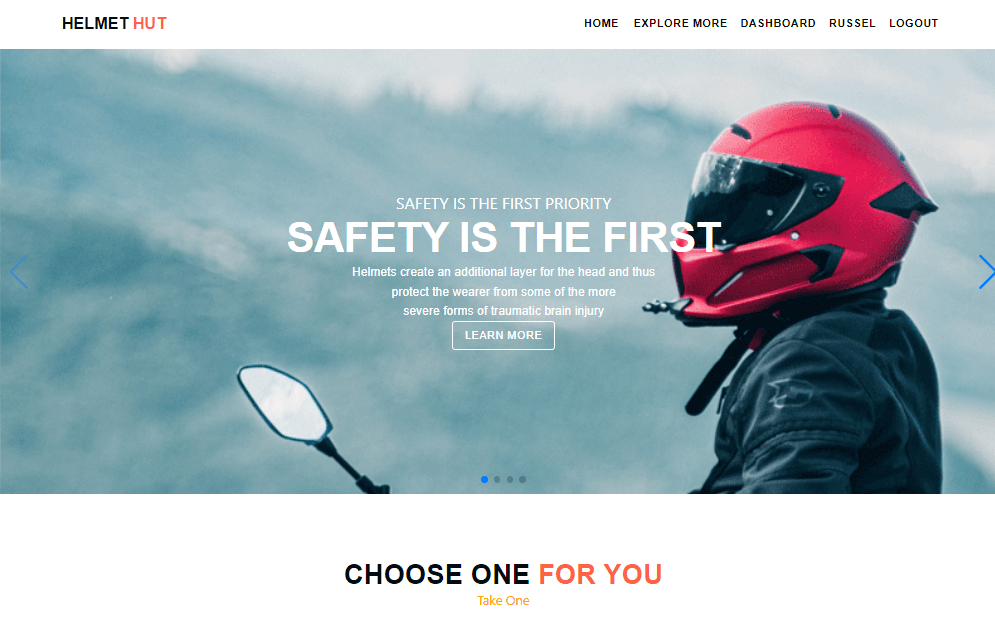 HELMET HUT
HOME EXPLORE MORE DASHBOARD RUSSEL LOGOUT
SAFETY IS THE FIRST PRIORITY
SAFETY IS THE FIRST
Helmets create an additional layer for the head and thus
protect the wearer from some of the more
severe forms of traumatic brain injury
LEARN MORE
CHOOSE ONE FOR YOU
Take One